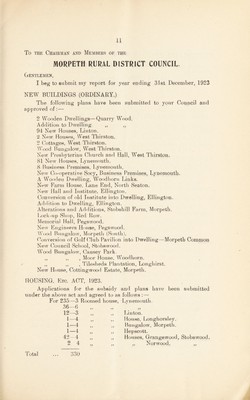 11
To the Chairman and Members of the
MORPETH RURAL DISTRICT COUNCIL.
Gentlemen,
I beg to submit my report for year ending 31st December, 1923
NEW BUILDINGS (ORDINARY.)
The following plans have been submitted to your Council and
approved of :—
2 Wooden Dwellings—Quarry Wood.
Addition to Dwelling „ „
94 New Houses, Linton.
2 New Houses, West Thirston.
2 Cottages, West Thirston.
Wood Bungalow, West Thirston.
New Presbyterian Church and Hall, West Thirston.
81 New Houses, Lynemouth.
8 Business Premises, Lynemouth.
New Co-operative Socy, Business Premises, Lynemouth.
A Wooden Dwelling, Woodhorn Links.
New Farm House, Lane End, North Seaton.
New Hall and Institute, Ellington.
Conversion of old Institute into Dwelling, Ellington.
Addition to Dwelling, Ellington.
Alterations and Additions, Stobshill Farm, Morpeth.
Lock-up Shop, Red Row.
Memorial Hall, Pegswood.
New Engineers House, Pegswood.
Wood Bungalow, Morpeth (South)
Conversion of Golf Club Pavilion into Dwelling—Morpeth Common
New Council School, Stobswood.
Wood Bungalow, Causey Park.
„ „ , Moor House, Woodhorn.
„ „ , Tilesheds Plantation, Longhirst.
New House, Cottingwood Estate, Morpeth.
HOUSING, Etc. ACT, 1923.
Applications for the subsidy and plans have been submitted
under the above act and agreed to as follows :—
For 235—5 Roomed house, Lynemouth
36—6 „ „ „
12—3 „ „ Linton.
1—4 „ House, Longhorsley.
1—4 „ Bungalow, Morpeth.
1—4 „ „ Hepscott.
42—4 „ Houses, Grangewood, Stobswood.
2—4 „ „ Norwood, „
Total ... 330